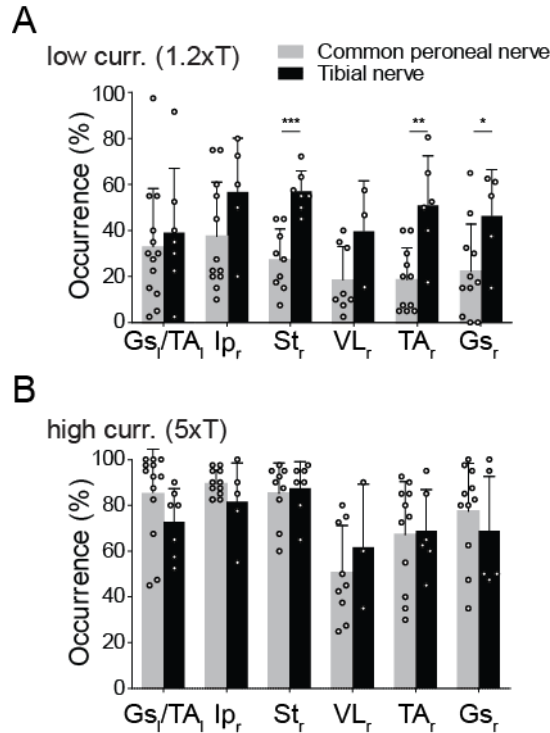 A
low curr. (1.2xT)
Common peroneal nerve
Tibial nerve
Occurrence (%)
100
80
60
40
20
0
***
**
*
Gsl/TAl Ipr Str VLr TAr Gsr
B
high curr. (5xT)
Occurrence (%)
100
80
60
40
20
0
Gsl/TAl Ipr Str VLr TAr Gsr